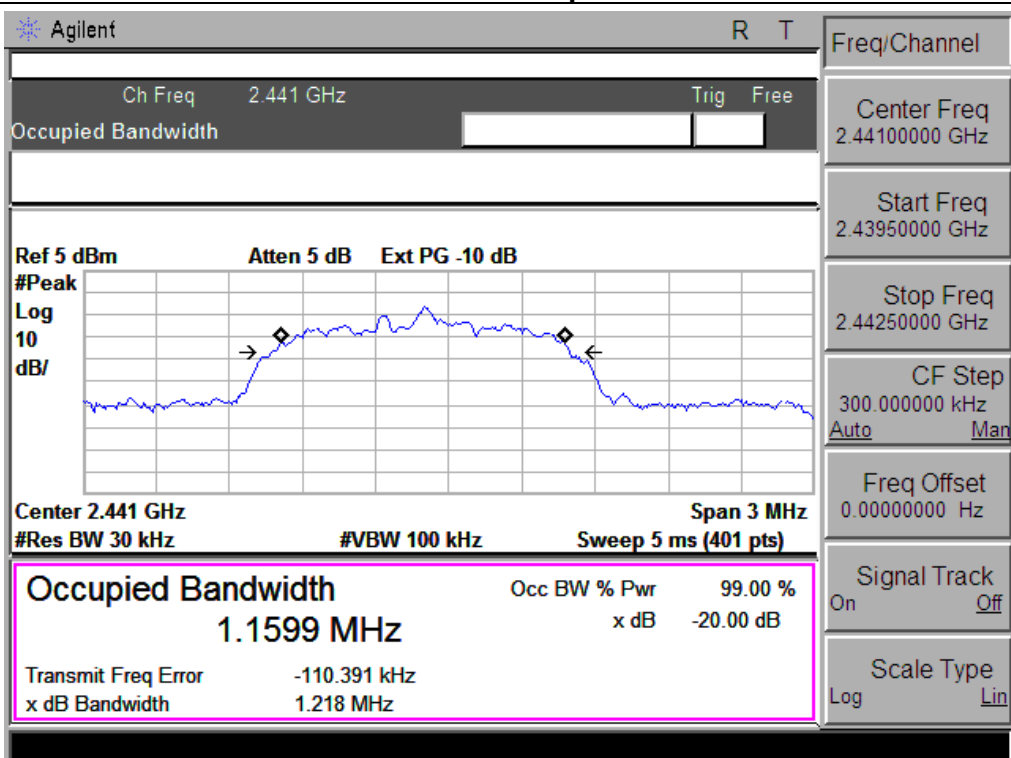 Agilent R T
Ch Freq 2.441 GHz Trig Free
Occupied Bandwidth
Ref 5 dBm Atten 5 dB Ext PG -10 dB
#Peak
Log
10
dB/
Center 2.441 GHz Span 3 MHz
#Res BW 30 kHz #VBW 100 kHz Sweep 5 ms (401 pts)
Occupied Bandwidth Occ BW % Pwr 99.00 %
1.1599 MHz x dB -20.00 dB
Transmit Freq Error -110.391 kHz
x dB Bandwidth 1.218 MHz
Freq/Channel
Center Freq
2.44100000 GHz
Start Freq
2.43950000 GHz
Stop Freq
2.44250000 GHz
CF Step
300.000000 kHz
Auto Man
Freq Offset
0.00000000 Hz
Signal Track
On Off
Scale Type
Log Lin